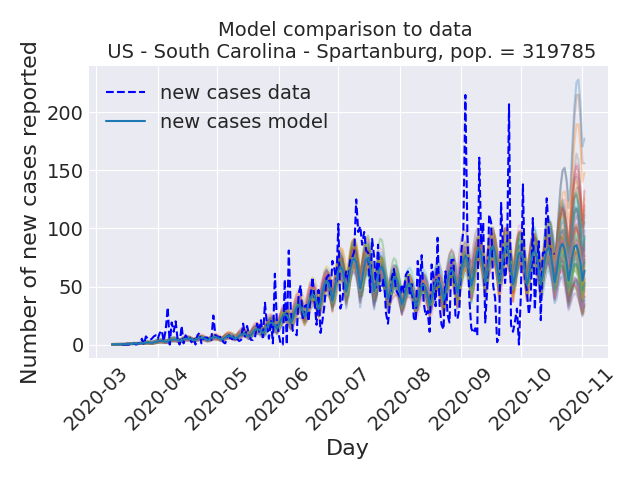 Model comparison to data
US - South Carolina - Spartanburg, pop. = 319785
new cases data
new cases model
Number of new cases reported
200
150
100
50
0
2020-03
2020-04
2020-05
2020-06
2020-07
2020-08
2020-09
2020-10
2020-11
Day